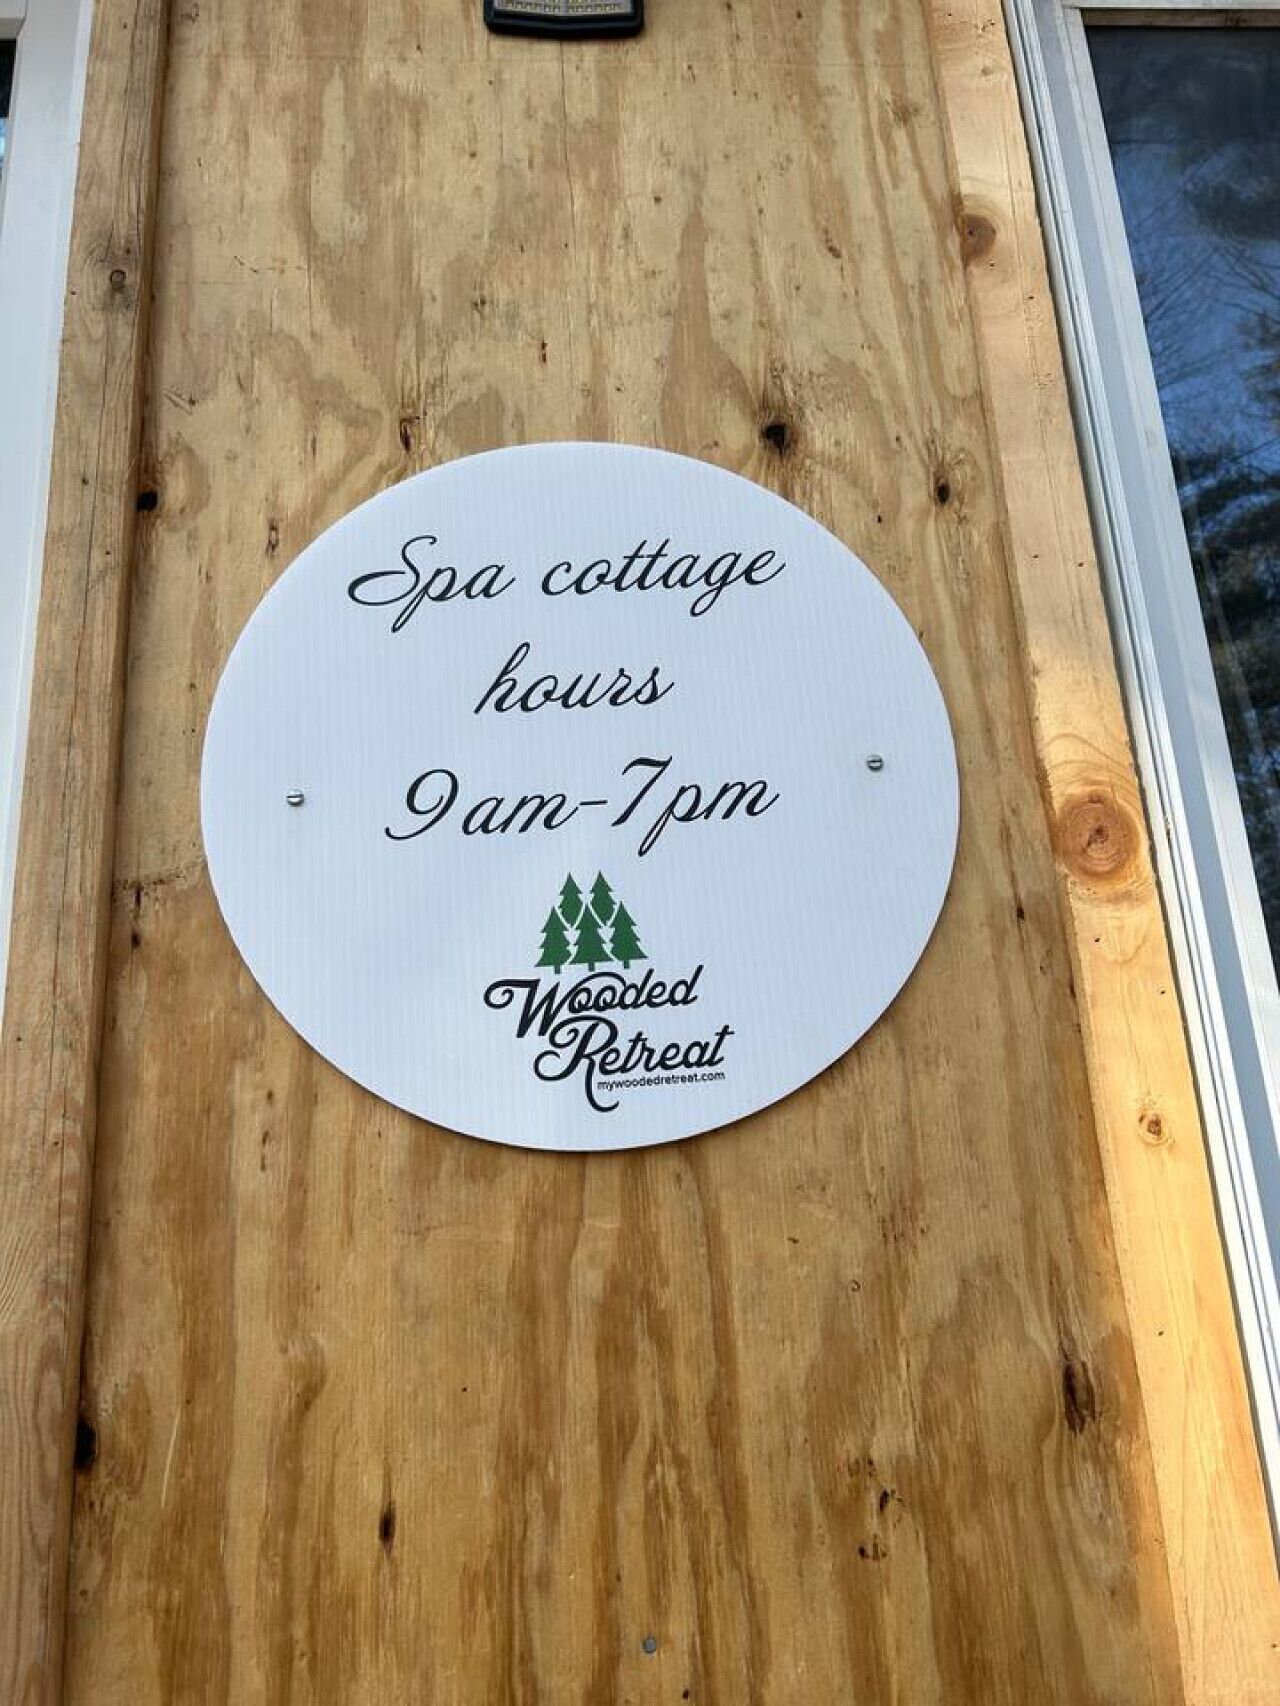 Spa cottage
hours
9am-7pm
Wooded
Retreat
mywoodedretreat.com